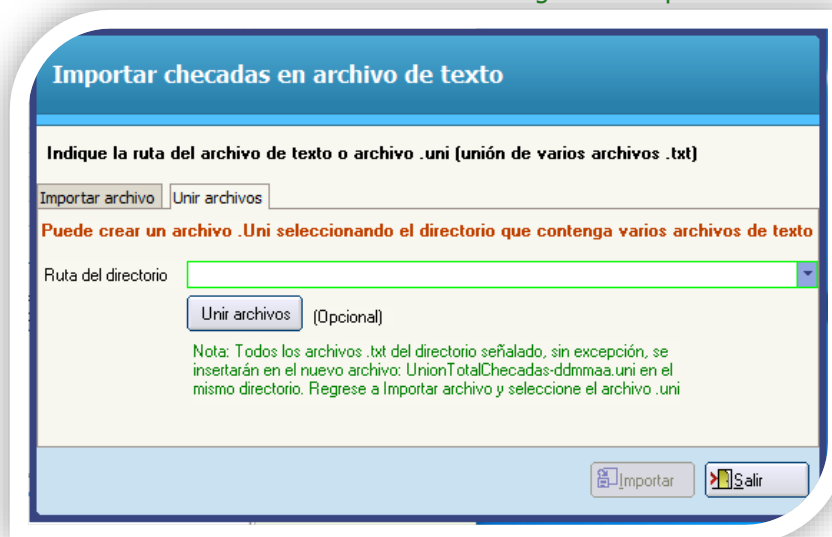 Importar checadas en archivo de texto
Indique la ruta del archivo de texto o archivo .uni (unión de varios archivos .txt)
Importar archivo Unir archivos
Puede crear un archivo .Uni seleccionando el directorio que contenga varios archivos de texto
Ruta del directorio
Unir archivos (Opcional)
Nota: Todos los archivos .txt del directorio señalado, sin excepción, se
insertarán en el nuevo archivo: UnionTotalChecadas-ddmmaa.uni en el
mismo directorio. Regrese a Importar archivo y seleccione el archivo .uni
Importar Salir